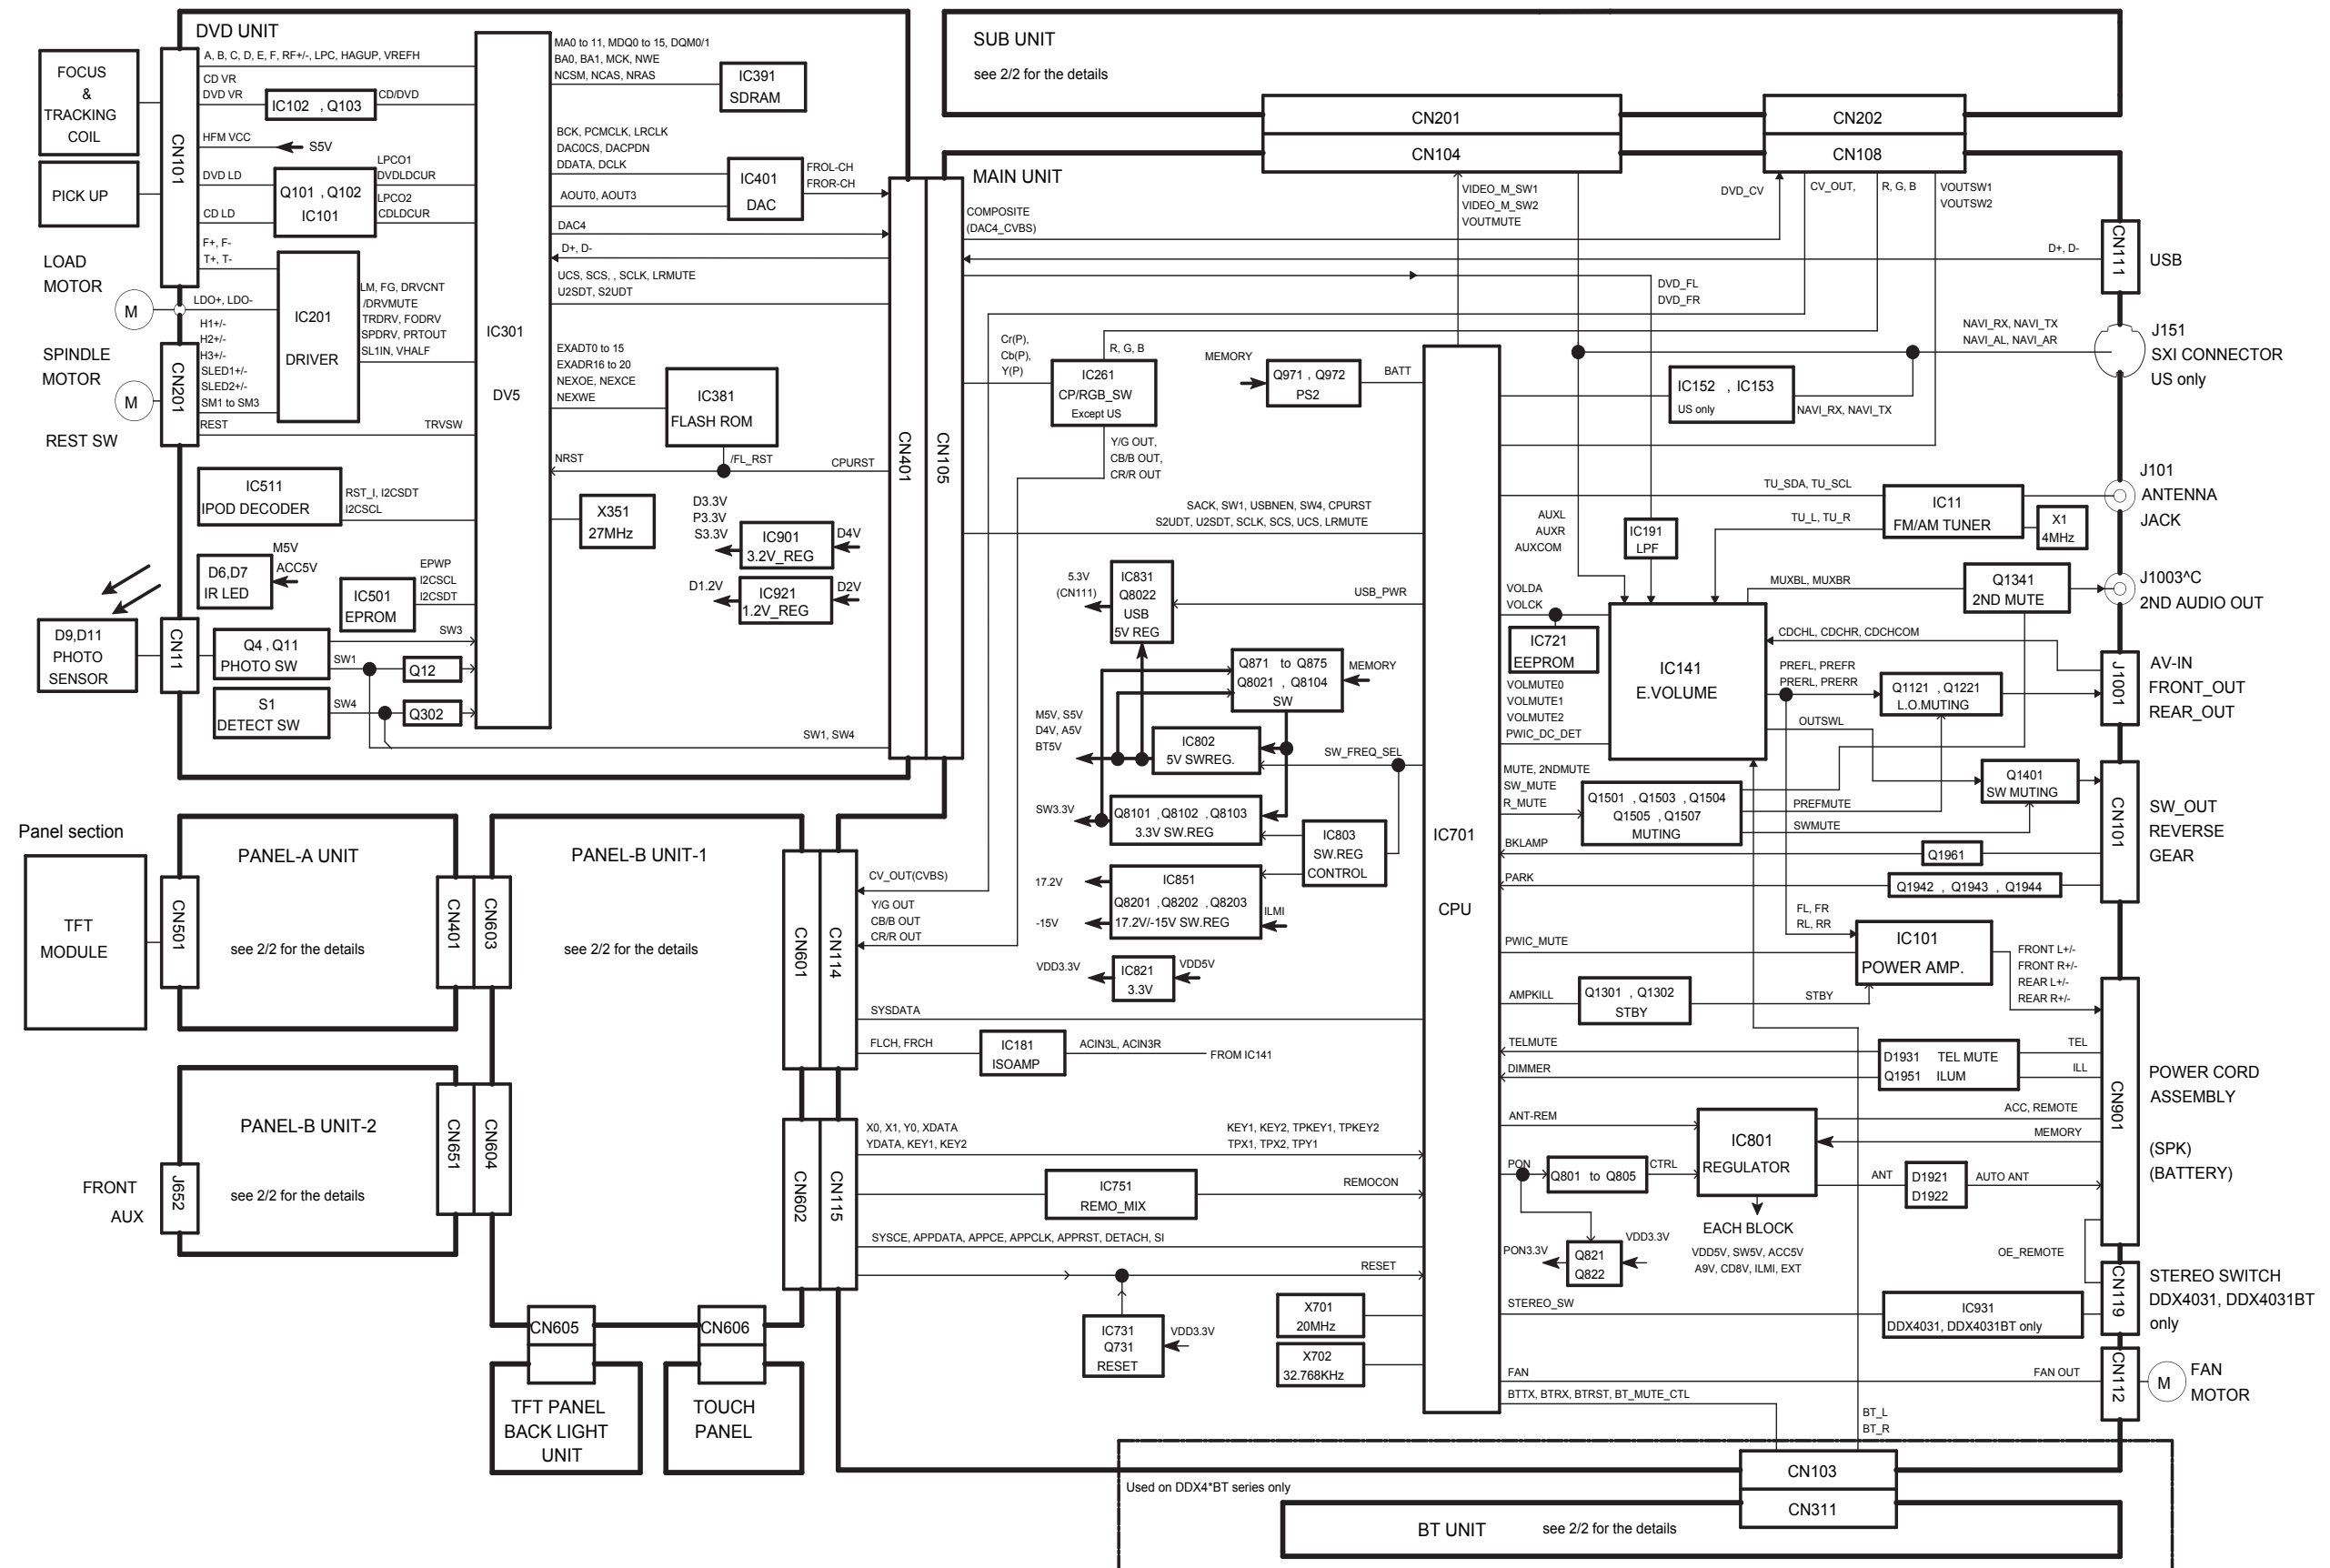 DVD UNIT
FOCUS
&
TRACKING
COIL
PICK UP
CN101
A, B, C, D, E, F, RF+/-, LPC, HAGUP, VREFH
CD VR
DVD VR
IC102 , Q103
CD/DVD
HFM VCC
S5V
DVD LD
CD LD
Q101 , Q102
IC101
LPCO1
DVDLDCUR
LPCO2
CDLDCUR
F+, F-
T+, T-
LOAD
MOTOR
M
LDO+, LDO-
IC201
DRIVER
LM, FG, DRVCNT
/DRVMUTE
TRDRV, FODRV
SPDRV, PRTOUT
SL1IN, VHALF
SPINDLE
MOTOR
M
CN201
H1+/-
H2+/-
H3+/-
SLED1+/-
SLED2+/-
SM1 to SM3
REST SW
REST
TRVSW
IC511
IPOD DECODER
RST_I, I2CSDT
I2CSCL
D6,D7
IR LED
M5V
ACC5V
IC501
EPROM
EPWP
I2CSCL
I2CSDT
D9,D11
PHOTO
SENSOR
CN11
Q4 , Q11
PHOTO SW
SW3
SW1
Q12
S1
DETECT SW
SW4
Q302
SW1, SW4
IC301
DV5
MA0 to 11, MDQ0 to 15, DQM0/1
BA0, BA1, MCK, NWE
NCSM, NCAS, NRAS
IC391
SDRAM
BCK, PCMCLK, LRCLK
DAC0CS, DACPDN
DDATA, DCLK
AOUT0, AOUT3
IC401
DAC
FROL-CH
FROR-CH
DAC4
D+, D-
UCS, SCS, , SCLK, LRMUTE
U2SDT, S2UDT
EXADT0 to 15
EXADR16 to 20
NEXOE, NEXCE
NEXWE
IC381
FLASH ROM
NRST
/FL_RST
CPURST
X351
27MHz
D3.3V
P3.3V
S3.3V
IC901
3.2V_REG
D4V
D1.2V
IC921
1.2V_REG
D2V
CN401
CN105
SUB UNIT
see 2/2 for the details
CN201
CN202
CN104
CN108
MAIN UNIT
COMPOSITE
(DAC4_CVBS)
VIDEO_M_SW1
VIDEO_M_SW2
VOUTMUTE
DVD_CV
CV_OUT,
R, G, B
VOUTSW1
VOUTSW2
D+, D-
CN111
USB
DVD_FL
DVD_FR
Cr(P),
Cb(P),
Y(P)
R, G, B
IC261
CP/RGB_SW
Except US
Y/G OUT,
CB/B OUT,
CR/R OUT
MEMORY
Q971 , Q972
PS2
BATT
IC152 , IC153
US only
NAVI_RX, NAVI_TX
NAVI_RX, NAVI_TX
NAVI_AL, NAVI_AR
J151
SXI CONNECTOR
US only
SACK, SW1, USBNEN, SW4, CPURST
S2UDT, U2SDT, SCLK, SCS, UCS, LRMUTE
AUXL
AUXR
AUXCOM
IC191
LPF
TU_SDA, TU_SCL
TU_L, TU_R
IC11
FM/AM TUNER
X1
4MHz
J101
ANTENNA
JACK
MUXBL, MUXBR
Q1341
2ND MUTE
J1003^C
2ND AUDIO OUT
5.3V
(CN111)
IC831
Q8022
USB
5V REG
USB_PWR
VOLDA
VOLCK
IC721
EEPROM
IC141
E.VOLUME
CDCHL, CDCHR, CDCHCOM
PREFL, PREFR
PRERL, PRERR
Q1121 , Q1221
L.O.MUTING
J1001
AV-IN
FRONT_OUT
REAR_OUT
Q871 to Q875
Q8021 , Q8104
SW
MEMORY
M5V, S5V
D4V, A5V
BT5V
IC802
5V SWREG.
SW_FREQ_SEL
VOLMUTE0
VOLMUTE1
VOLMUTE2
PWIC_DC_DET
OUTSWL
Q1401
SW MUTING
MUTE, 2NDMUTE
SW_MUTE
R_MUTE
Q1501 , Q1503 , Q1504
Q1505 , Q1507
MUTING
PREFMUTE
SWMUTE
CN101
SW_OUT
REVERSE
GEAR
SW3.3V
Q8101 , Q8102 , Q8103
3.3V SW.REG
IC803
SW.REG
CONTROL
IC701
CPU
BKLAMP
Q1961
PARK
Q1942 , Q1943 , Q1944
17.2V
-15V
IC851
Q8201 , Q8202 , Q8203
17.2V/-15V SW.REG
ILMI
VDD3.3V
IC821
3.3V
VDD5V
FL, FR
RL, RR
PWIC_MUTE
IC101
POWER AMP.
FRONT L+/-
FRONT R+/-
REAR L+/-
REAR R+/-
AMPKILL
Q1301 , Q1302
STBY
STBY
TELMUTE
DIMMER
D1931 TEL MUTE
Q1951 ILUM
TEL
ILL
CN901
POWER CORD
ASSEMBLY
(SPK)
(BATTERY)
ANT-REM
IC801
REGULATOR
ACC, REMOTE
MEMORY
PON
Q801 to Q805
CTRL
ANT
D1921
D1922
AUTO ANT
EACH BLOCK
VDD5V, SW5V, ACC5V
A9V, CD8V, ILMI, EXT
PON3.3V
Q821
Q822
VDD3.3V
OE_REMOTE
CN119
STEREO SWITCH
DDX4031, DDX4031BT
only
STEREO_SW
IC931
DDX4031, DDX4031BT only
FAN
FAN OUT
CN112
M
FAN
MOTOR
BTTX, BTRX, BTRST, BT_MUTE_CTL
BT_L
BT_R
Panel section
TFT
MODULE
PANEL-A UNIT
see 2/2 for the details
CN501
CN401
CN603
PANEL-B UNIT-1
see 2/2 for the details
CN601
CN114
CV_OUT(CVBS)
Y/G OUT
CB/B OUT
CR/R OUT
SYSDATA
FLCH, FRCH
IC181
ISOAMP
ACIN3L, ACIN3R
FROM IC141
PANEL-B UNIT-2
see 2/2 for the details
FRONT
AUX
J652
CN651
CN604
CN602
CN115
X0, X1, Y0, XDATA
YDATA, KEY1, KEY2
KEY1, KEY2, TPKEY1, TPKEY2
TPX1, TPX2, TPY1
IC751
REMO_MIX
REMOCON
SYSCE, APPDATA, APPCE, APPCLK, APPRST, DETACH, SI
RESET
IC731
Q731
RESET
VDD3.3V
X701
20MHz
X702
32.768KHz
CN605
CN606
TFT PANEL
BACK LIGHT
UNIT
TOUCH
PANEL
Used on DDX4*BT series only
CN103
CN311
BT UNIT
see 2/2 for the details